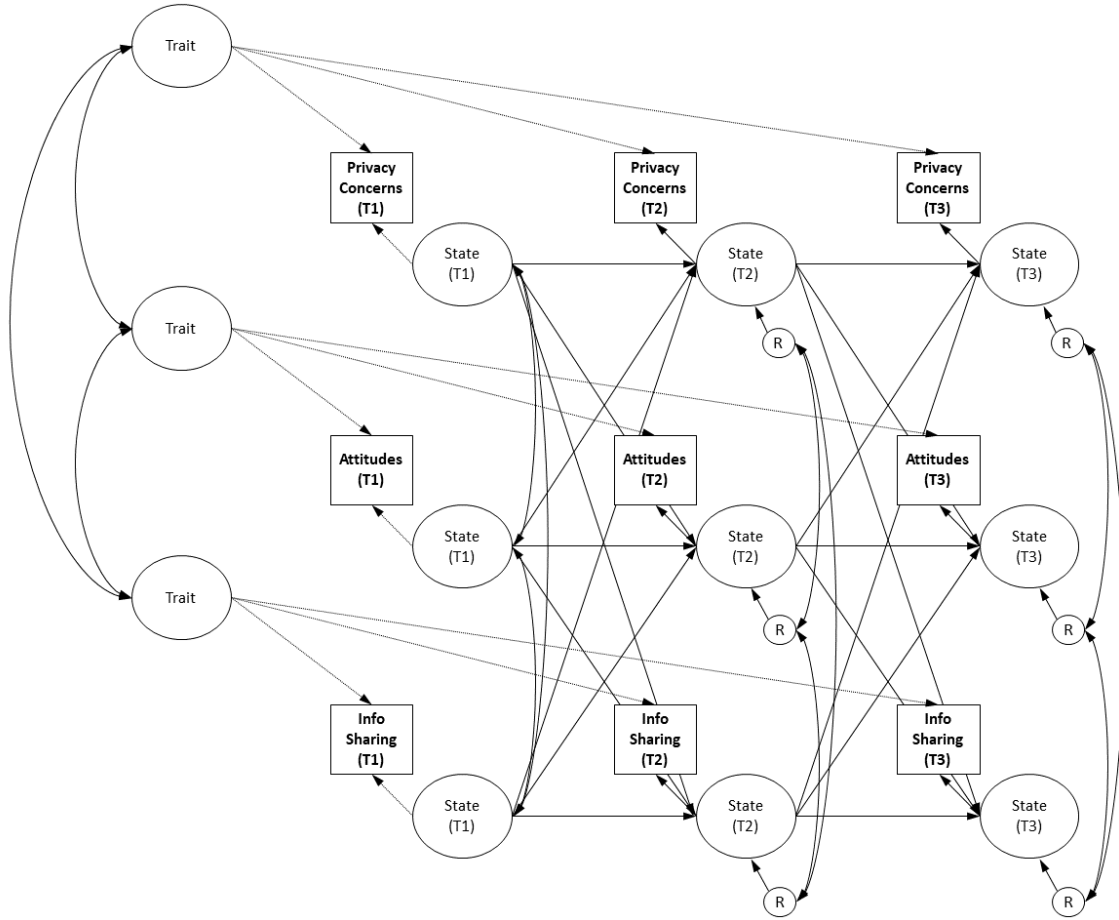 Trait
Privacy
Concerns
(T1)
Privacy
Concerns
(T2)
Privacy
Concerns
(T3)
State
(T1)
State
(T2)
State
(T3)
R
R
Trait
Attitudes
(T1)
Attitudes
(T2)
Attitudes
(T3)
State
(T1)
State
(T2)
State
(T3)
R
R
Trait
Info
Sharing
(T1)
Info
Sharing
(T2)
Info
Sharing
(T3)
State
(T1)
State
(T2)
State
(T3)
R
R